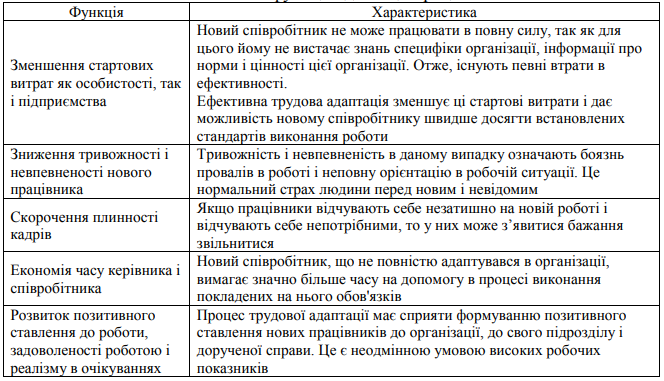 Функція
Характеристика
Зменшення стартових
витрат як особистості, так
і підприємства
Новий співробітник не може працювати в повну силу, так як для
цього йому не вистачає знань специфіки організації, інформації про
норми і цінності цієї організації. Отже, існують певні втрати в
ефективності.
Ефективна трудова адаптація зменшує ці стартові витрати і дає
можливість новому співробітнику швидше досягти встановлених
стандартів виконання роботи
Зниження тривожності і
невпевненості нового
працівника
Тривожність і невпевненість в даному випадку означають боязнь
провалів в роботі і неповну орієнтацію в робочій ситуації. Це
нормальний страх людини перед новим і невідомим
Скорочення плинності
кадрів
Якщо працівники відчувають себе незатишно на новій роботі і
відчувають себе непотрібними, то у них може з’явитися бажання
звільнитися
Економія часу керівника і
співробітника
Новий співробітник, що не повністю адаптувався в організації,
вимагає значно більше часу на допомогу в процесі виконання
покладених на нього обов'язків
Розвиток позитивного
ставлення до роботи,
задоволеності роботою і
реалізму в очікуваннях
Процес трудової адаптації має сприяти формуванню позитивного
ставлення нових працівників до організації, до свого підрозділу і
дорученої справи. Це є неодмінною умовою високих робочих
показників